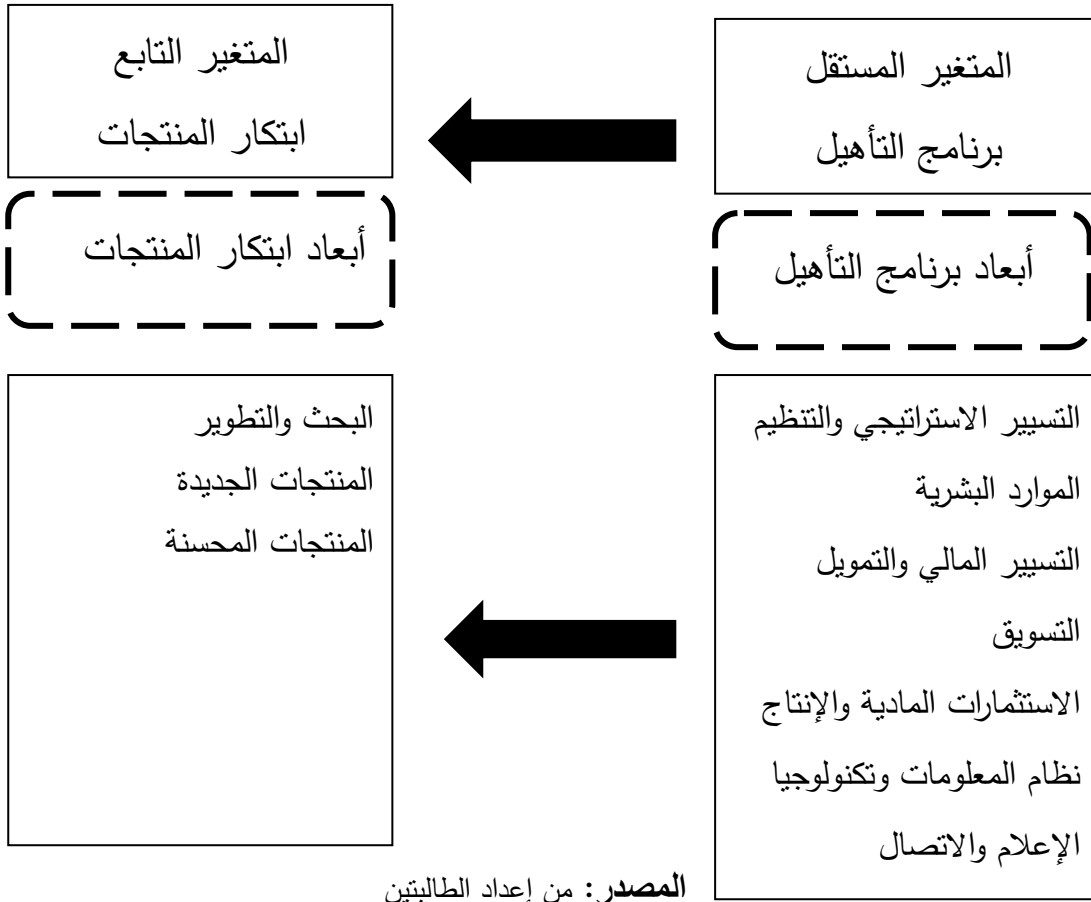 المتغير المستقل
برنامج التأهيل
المتغير التابع
ابتكار المنتجات
أبعاد برنامج التأهيل
أبعاد ابتكار المنتجات
التسيير الاستراتيجي والتنظيم
الموارد البشرية
التسيير المالي والتمويل
التسويق
الاستثمارات المادية والإنتاج
نظام المعلومات وتكنولوجيا
الإعلام والاتصال
البحث والتطوير
المنتجات الجديدة
المنتجات المحسنة
المصدر: من إعداد الطالبتين